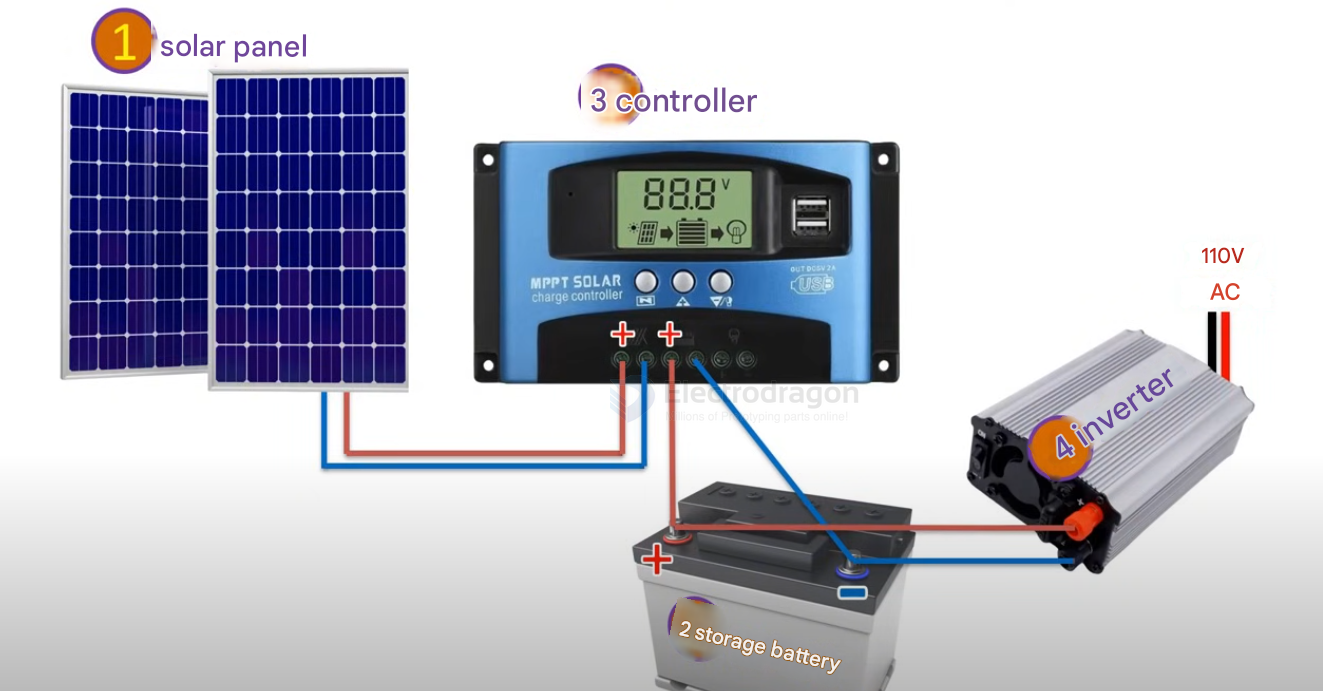 1 solar panel
3 controller
88.8 V
MPPT SOLAR
charge controller
OUT DC5V 2A
USB
110V
AC
4 inverter
+
+
Electrodragon
+
2 storage battery